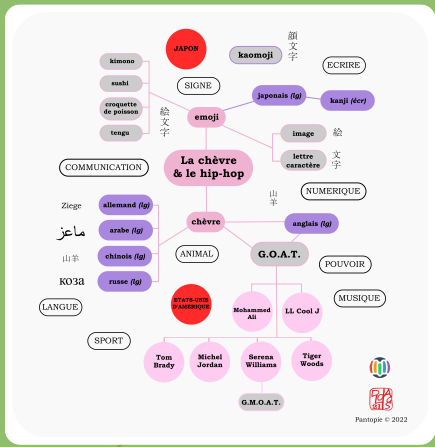 JAPON
kaomoji
顔文字
ECRIRE
kimono
sushi
croquette
de poisson
tengu
SIGNE
絵文字
emoji
japonais (lg)
kanji (écr)
image
絵
lettre
caractère
文字
La chèvre
& le hip-hop
COMMUNICATION
NUMERIQUE
山羊
Ziege
allemand (lg)
ماعز
arabe (lg)
山羊
chinois (lg)
коза
russe (lg)
chèvre
anglais (lg)
ANIMAL
G.O.A.T.
POUVOIR
LANGUE
ETATS-UNIS
D'AMERIQUE
Mohammed
Ali
LL Cool J
MUSIQUE
SPORT
Tom
Brady
Michel
Jordan
Serena
Williams
Tiger
Woods
G.M.O.A.T.
Pantopie © 2022